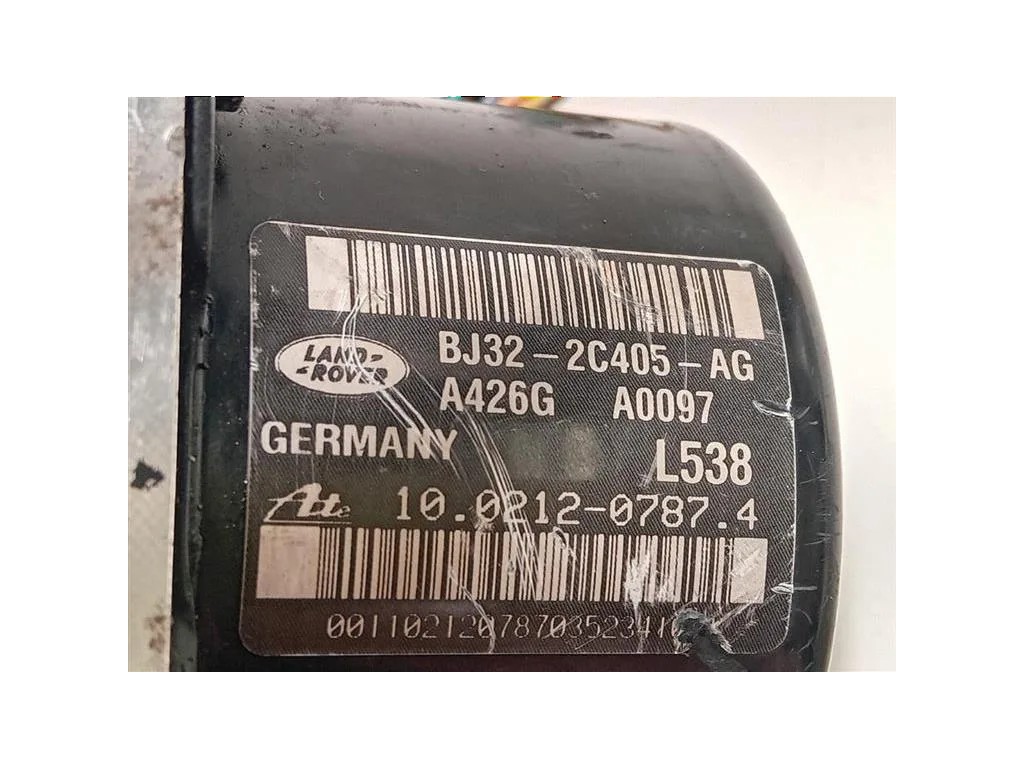 LAND-
-ROVER
BJ32-2C405-AG
A426G A0097
GERMANY
L538
Ate 10.0212-0787.4